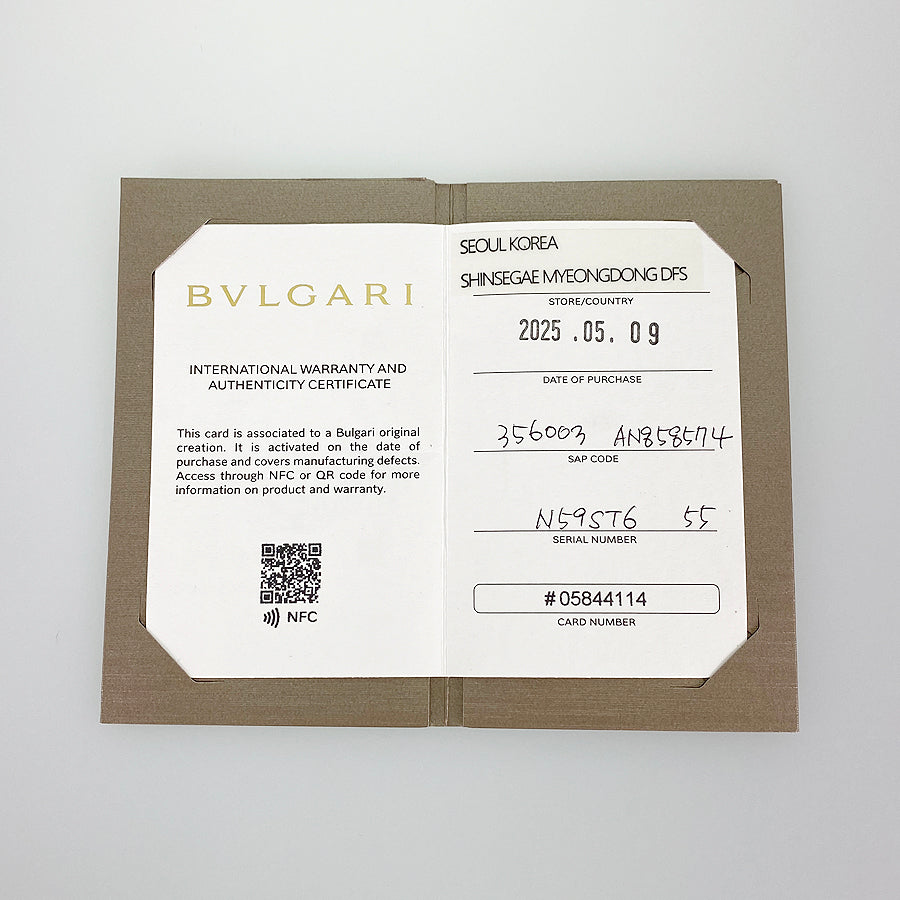 BVLGARI
INTERNATIONAL WARRANTY AND
AUTHENTICITY CERTIFICATE
This card is associated to a Bulgari original
creation. It is activated on the date of
purchase and covers manufacturing defects.
Access through NFC or QR code for more
information on product and warranty.
NFC
SEOUL KOREA
SHINSEGAE MYEONGDONG DFS
STORE/COUNTRY
2025 .05. 09
DATE OF PURCHASE
356003 AN858574
SAP CODE
N59ST6 55
SERIAL NUMBER
#05844114
CARD NUMBER